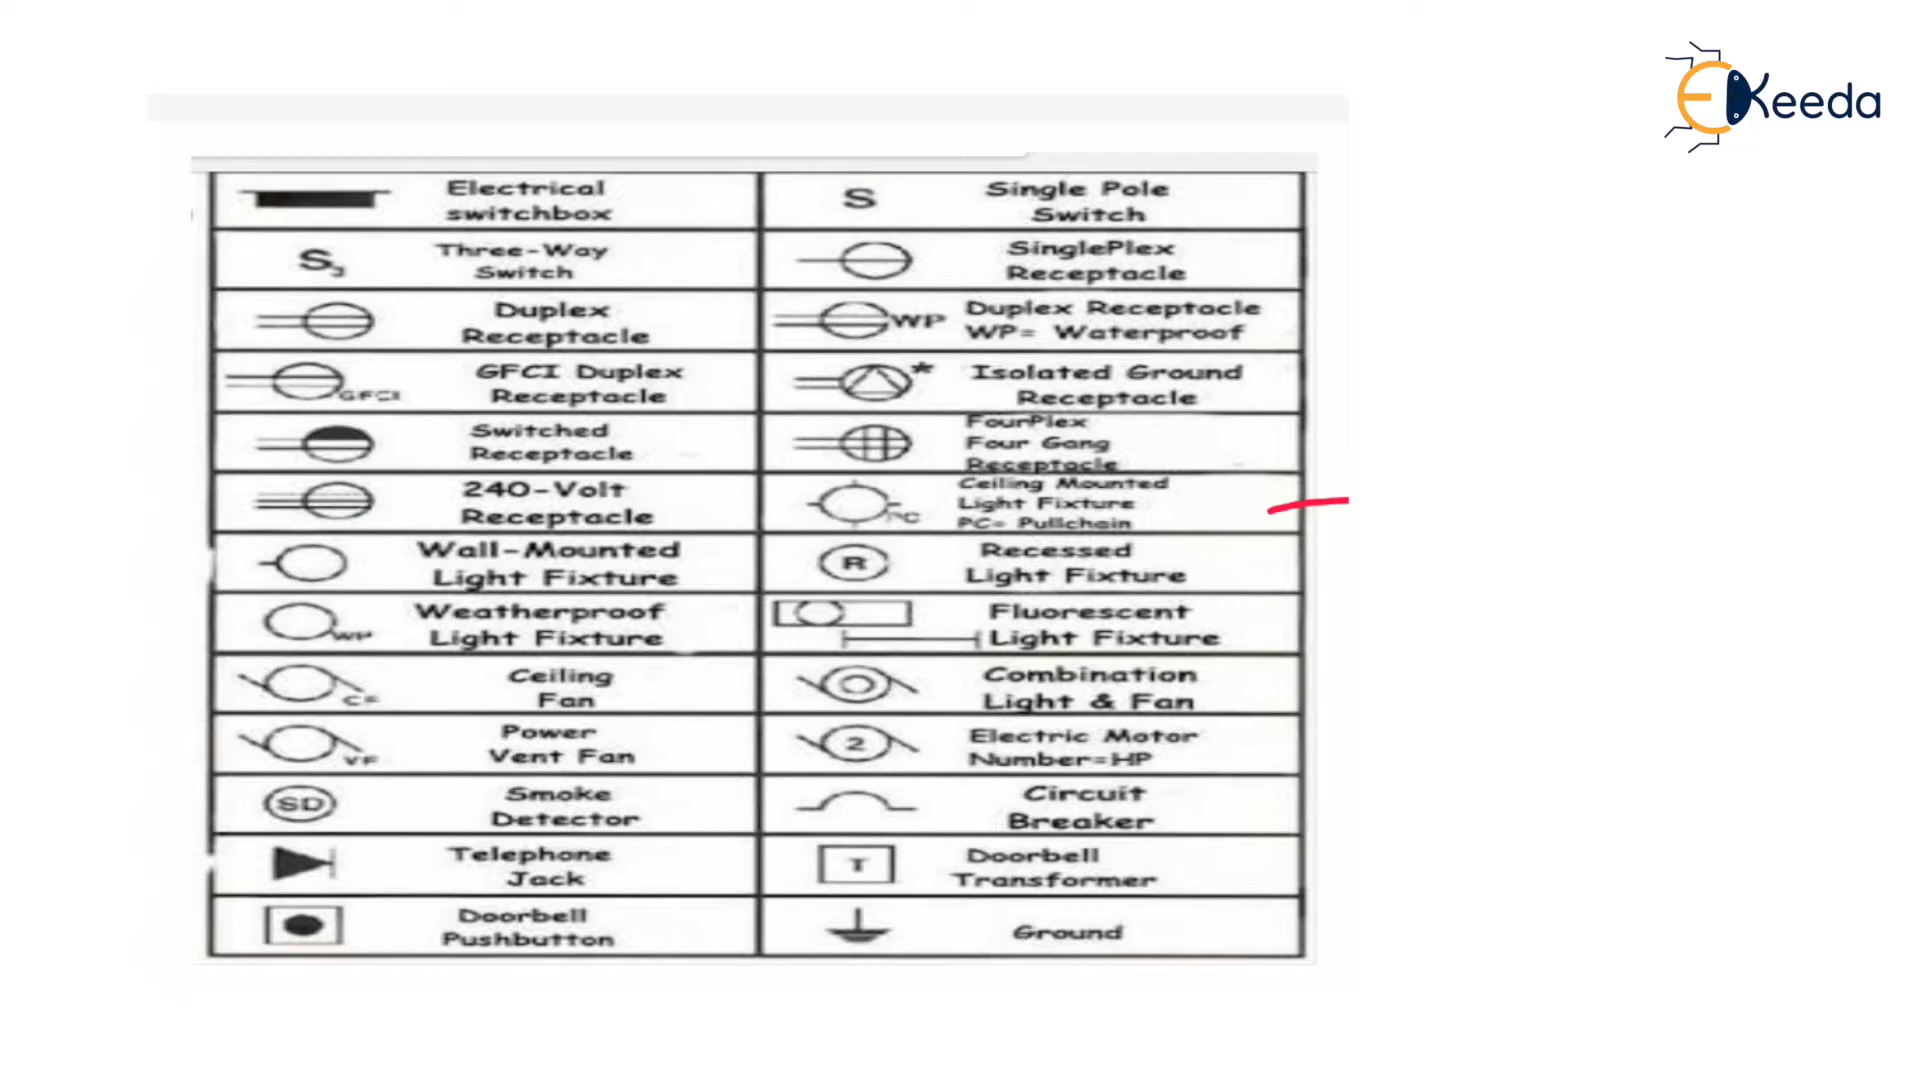 EKeeda
Electrical
switchbox
S
Single Pole
Switch
S3
Three-Way
Switch
SinglePlex
Receptacle
Duplex
Receptacle
WP
Duplex Receptacle
WP= Waterproof
GFCI
GFCI Duplex
Receptacle
*
Isolated Ground
Receptacle
Switched
Receptacle
FourPlex
Four Gang
Receptacle
240-Volt
Receptacle
PC
Ceiling Mounted
Light Fixture
PC= Pullchain
Wall-Mounted
Light Fixture
R
Recessed
Light Fixture
WP
Weatherproof
Light Fixture
Fluorescent
Light Fixture
CF
Ceiling
Fan
Combination
Light & Fan
VF
Power
Vent Fan
2
Electric Motor
Number=HP
SD
Smoke
Detector
Circuit
Breaker
Telephone
Jack
T
Doorbell
Transformer
Doorbell
Pushbutton
Ground